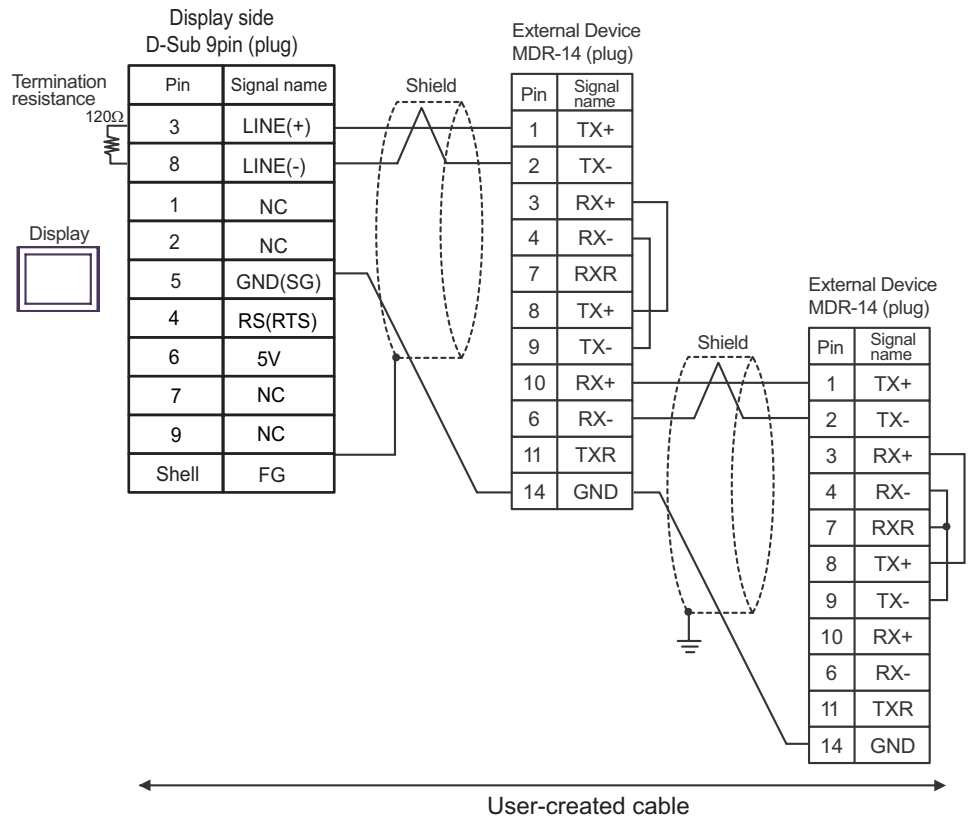 Display side
D-Sub 9pin (plug)
Termination
resistance
120Ω
Display
Pin Signal name
3 LINE(+)
8 LINE(-)
1 NC
2 NC
5 GND(SG)
4 RS(RTS)
6 5V
7 NC
9 NC
Shell FG
Shield
External Device
MDR-14 (plug)
Pin Signal
name
1 TX+
2 TX-
3 RX+
4 RX-
7 RXR
8 TX+
9 TX-
10 RX+
6 RX-
11 TXR
14 GND
Shield
External Device
MDR-14 (plug)
Pin Signal
name
1 TX+
2 TX-
3 RX+
4 RX-
7 RXR
8 TX+
9 TX-
10 RX+
6 RX-
11 TXR
14 GND
User-created cable